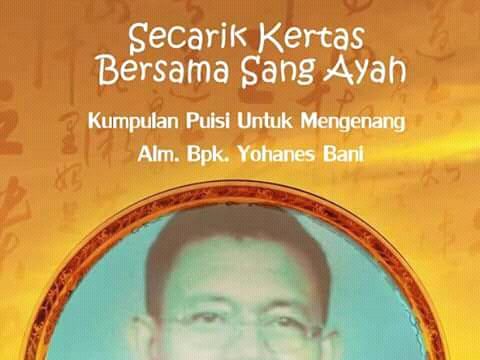 Secarik Kertas
Bersama Sang Ayah
Kumpulan Puisi Untuk Mengenang
Alm. Bpk. Yohanes Bani